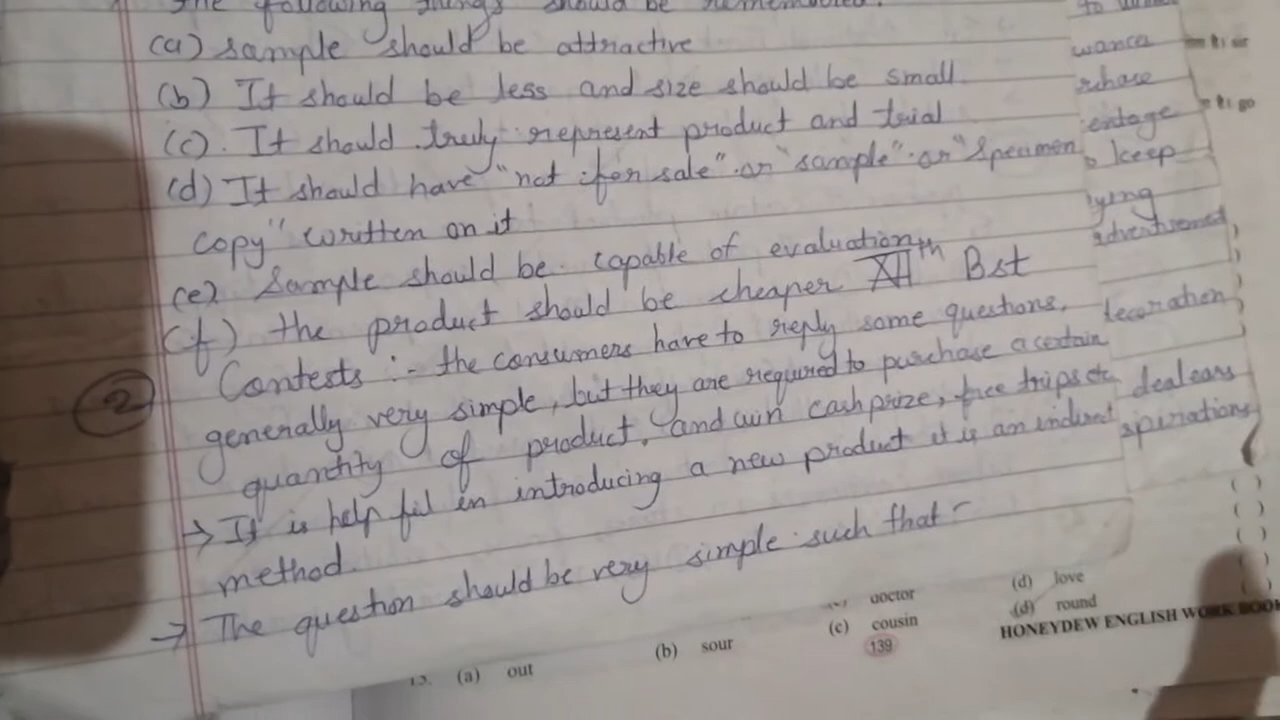 The following things should be remembered.
(a) sample should be attractive
(b) It should be less and size should be small
(c). It should truly represent product and trial
(d) It should have "not for sale" or "sample" or "Specimen
copy" written on it
(e) Sample should be capable of evaluation
(f) the product should be cheaper XIIth Bst
(2) Contests :- the consumers have to reply some questions.
generally very simple, but they are required to purchase a certain
quantity of product, and win cash prize, free trips etc
→ It is help ful in introducing a new product it is an indirect
method.
→ The question should be very simple such that -
wance
rchase
entage
keep
lying
advertisment
decoration
dealears
(c) doctor (d) love
(a) out (b) sour (c) cousin (d) round
139
HONEYDEW ENGLISH WORK BOOK